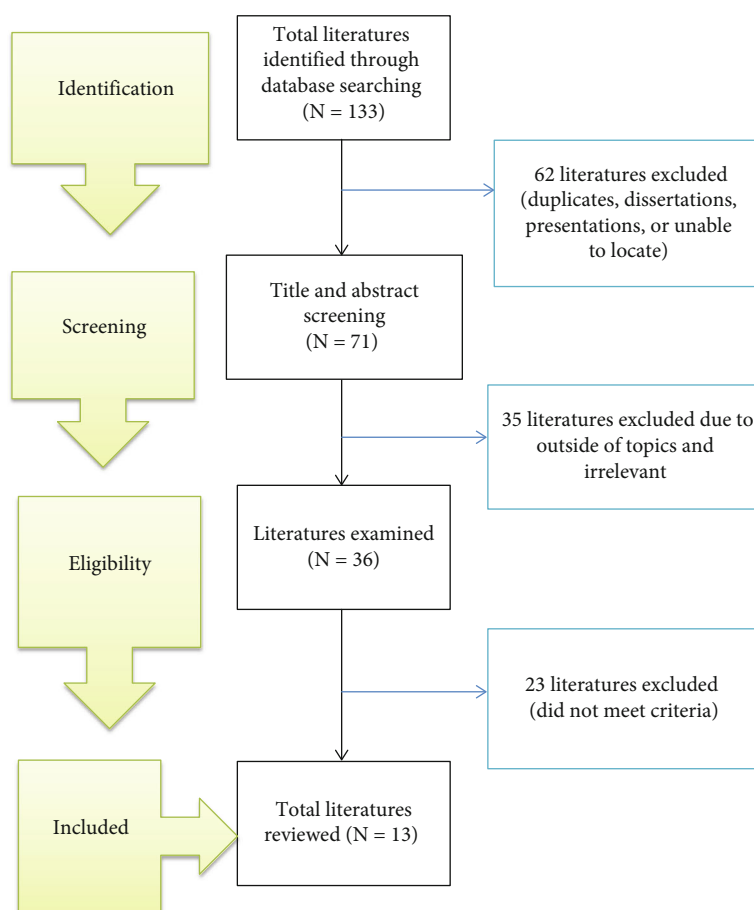 Identification
Total literatures
identified through
database searching
(N = 133)
62 literatures excluded
(duplicates, dissertations,
presentations, or unable
to locate)
Screening
Title and abstract
screening
(N = 71)
35 literatures excluded due to
outside of topics and
irrelevant
Eligibility
Literatures examined
(N = 36)
23 literatures excluded
(did not meet criteria)
Included
Total literatures
reviewed (N = 13)